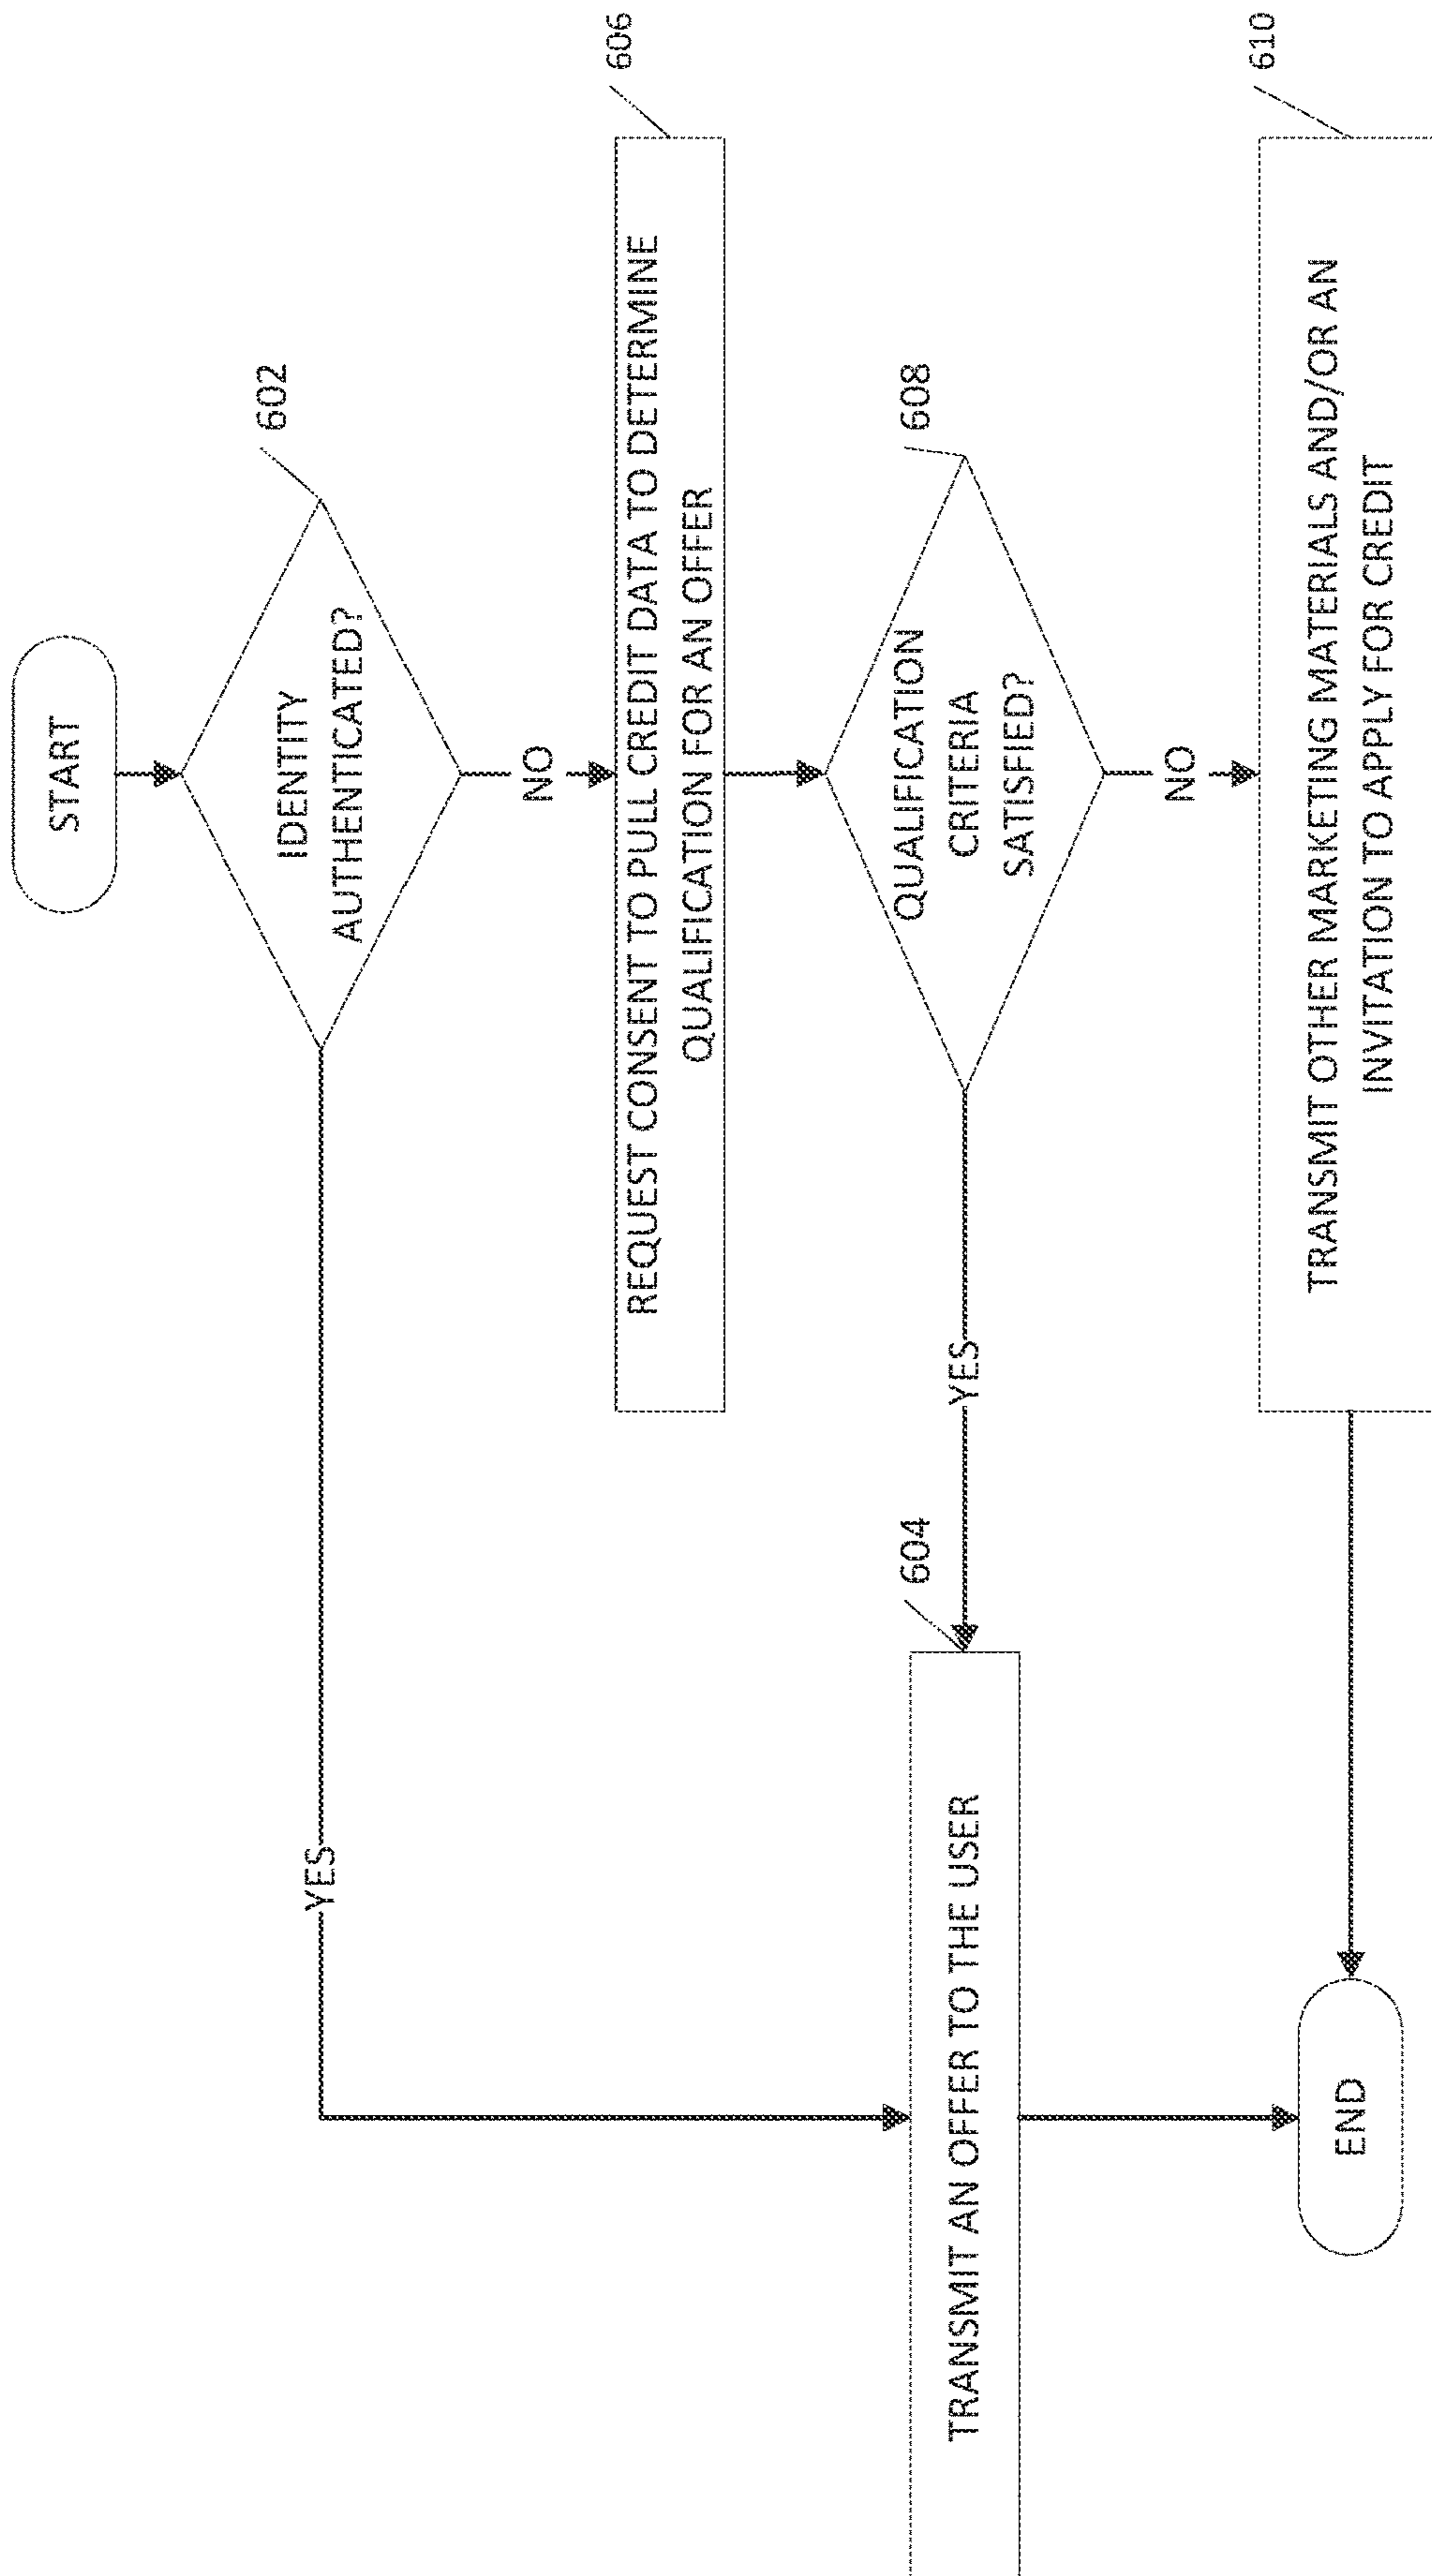 START
602
IDENTITY
AUTHENTICATED?
YES
NO
606
REQUEST CONSENT TO PULL CREDIT DATA TO DETERMINE
QUALIFICATION FOR AN OFFER
608
QUALIFICATION
CRITERIA
SATISFIED?
YES
604
TRANSMIT AN OFFER TO THE USER
NO
610
TRANSMIT OTHER MARKETING MATERIALS AND/OR AN
INVITATION TO APPLY FOR CREDIT
END